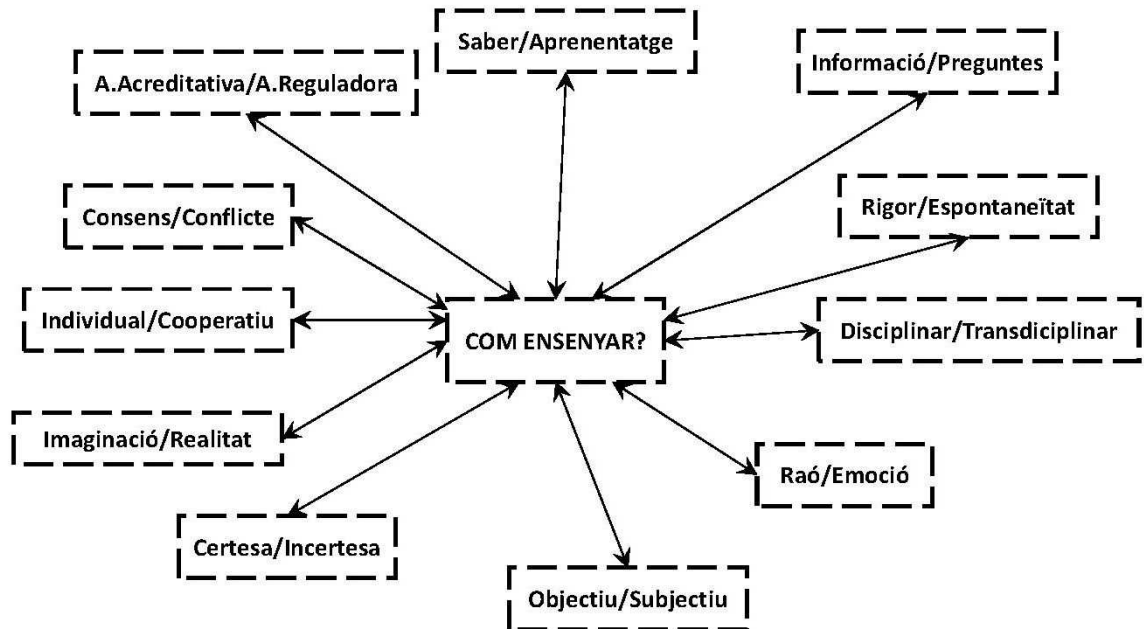 Saber/Aprenentatge
Informació/Preguntes
A.Acreditativa/A.Reguladora
Rigor/Espontaneïtat
Consens/Conflicte
Individual/Cooperatiu
COM ENSENYAR?
Disciplinar/Transdiciplinar
Imaginació/Realitat
Raó/Emoció
Certesa/Incertesa
Objectiu/Subjectiu